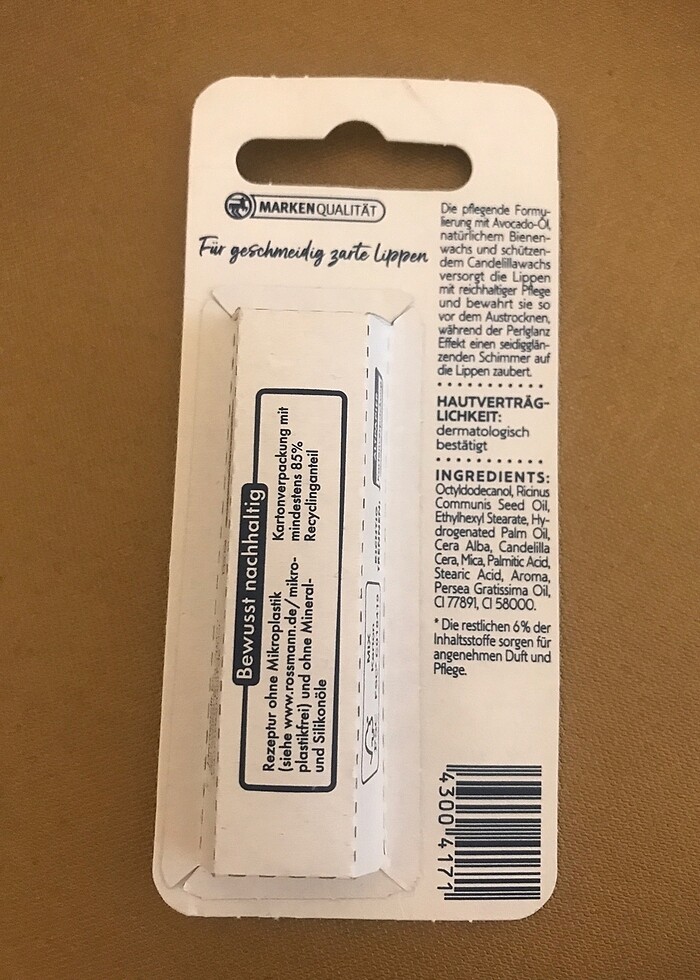 MARKENQUALITÄT
Für geschmeidig zarte Lippen
Die pflegende Formu-
lierung mit Avocado-Öl,
natürlichem Bienen-
wachs und schützen-
dem Candelillawachs
versorgt die Lippen
mit reichhaltiger Pflege
und bewahrt sie so
vor dem Austrocknen,
während der Perlglanz
Effekt einen seidigglän-
zenden Schimmer auf
die Lippen zaubert.
HAUTVERTRÄG-
LICHKEIT:
dermatologisch
bestätigt
INGREDIENTS:
Octyldodecanol, Ricinus
Communis Seed Oil,
Ethylhexyl Stearate, Hy-
drogenated Palm Oil,
Cera Alba, Candelilla
Cera, Mica, Palmitic Acid,
Stearic Acid, Aroma,
Persea Gratissima Oil,
CI 77891, CI 58000.
* Die restlichen 6% der
Inhaltsstoffe sorgen für
angenehmen Duft und
Pflege.
Bewusst nachhaltig
Rezeptur ohne Mikroplastik
(siehe www.rossmann.de/mikro-
plastikfrei) und ohne Mineral-
und Silikonöle
Kartonverpackung mit
mindestens 85%
Recyclinganteil
4300 4171